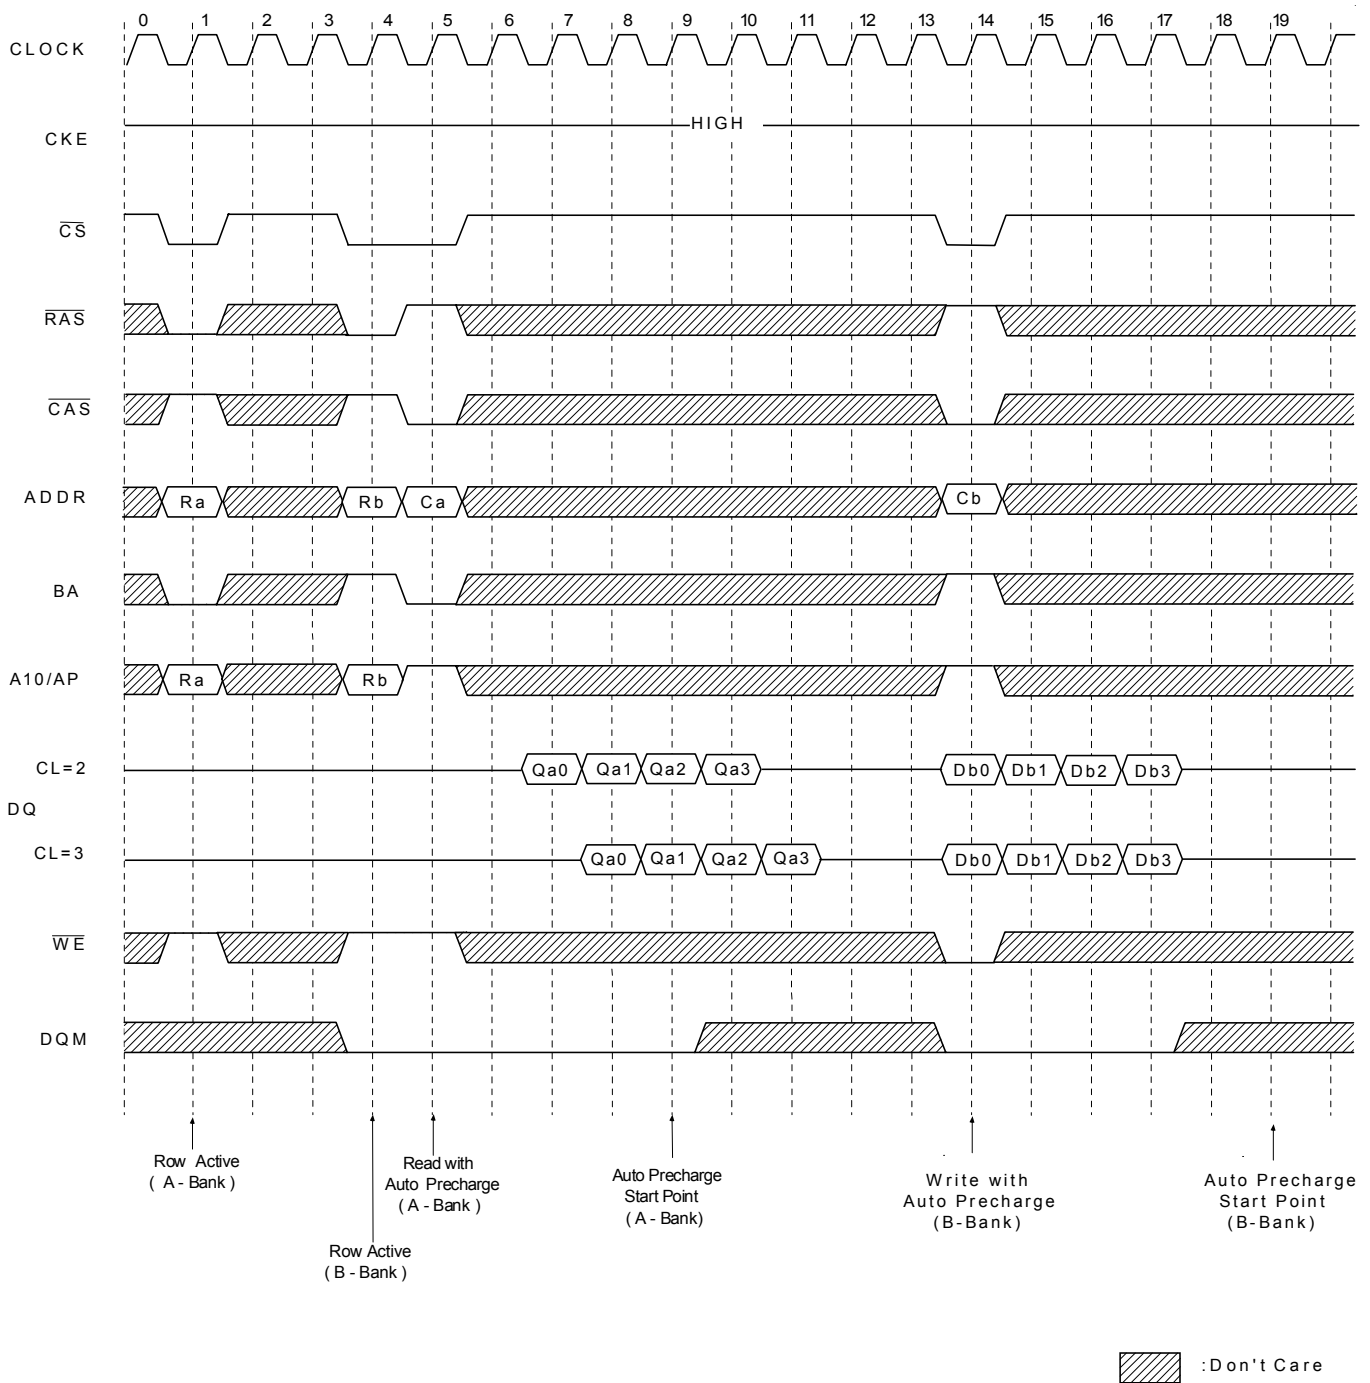 0 1 2 3 4 5 6 7 8 9 10 11 12 13 14 15 16 17 18 19
CLOCK
HIGH
CKE
CS
RAS
CAS
ADDR Ra Rb Ca Cb
BA
A10/AP Ra Rb
CL=2 Qa0 Qa1 Qa2 Qa3 Db0 Db1 Db2 Db3
DQ
CL=3 Qa0 Qa1 Qa2 Qa3 Db0 Db1 Db2 Db3
WE
DQM
Row Active
( A - Bank )
Row Active
( B - Bank )
Read with
Auto Precharge
( A - Bank )
Auto Precharge
Start Point
( A - Bank)
Write with
Auto Precharge
(B-Bank)
Auto Precharge
Start Point
(B-Bank)
:Don't Care